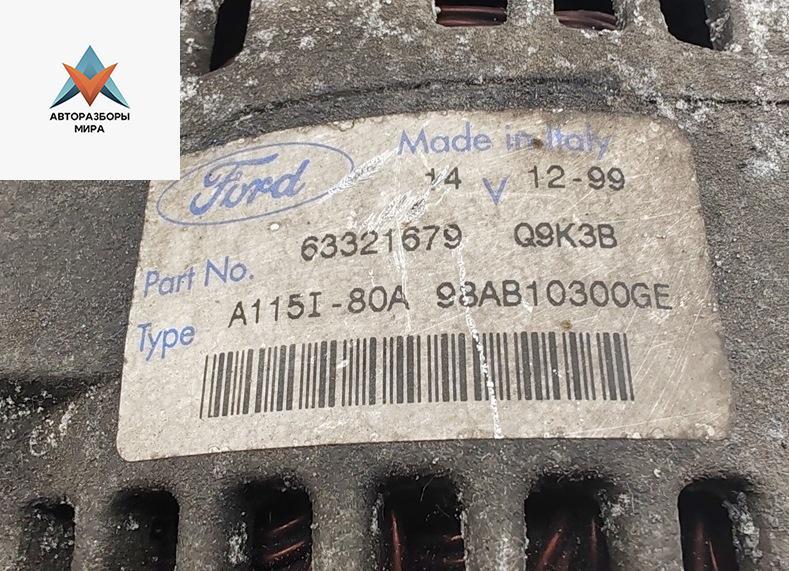 АВТОРАЗБОРЫ
МИРА
Ford
Made in Italy
14 V 12-99
Part No. 63321679 Q9K3B
Type A115I-80A 98AB10300GE